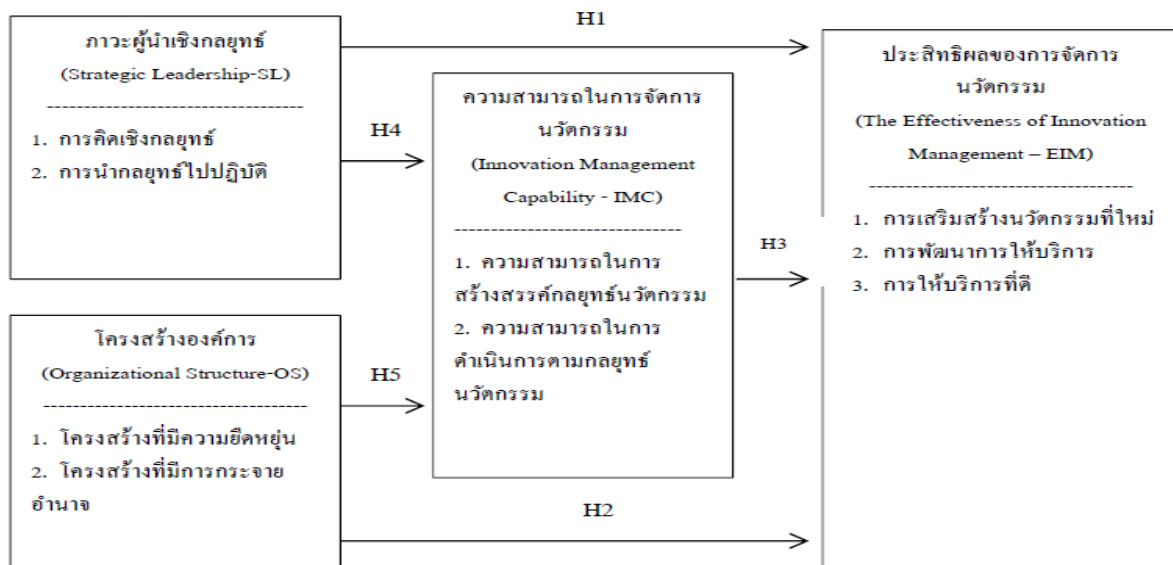 H1
ภาวะผู้นำเชิงกลยุทธ์
(Strategic Leadership-SL)
-----------------------------------
1. การคิดเชิงกลยุทธ์
2. การนำกลยุทธ์ไปปฏิบัติ
H4
ความสามารถในการจัดการ
นวัตกรรม
(Innovation Management
Capability - IMC)
-------------------------------
1. ความสามารถในการ
สร้างสรรค์กลยุทธ์นวัตกรรม
2. ความสามารถในการ
ดำเนินการตามกลยุทธ์
นวัตกรรม
H3
ประสิทธิผลของการจัดการ
นวัตกรรม
(The Effectiveness of Innovation
Management – EIM)
------------------------------------
1. การเสริมสร้างนวัตกรรมที่ใหม่
2. การพัฒนาการให้บริการ
3. การให้บริการที่ดี
โครงสร้างองค์การ
(Organizational Structure-OS)
------------------------------------
1. โครงสร้างที่มีความยืดหยุ่น
2. โครงสร้างที่มีการกระจาย
อำนาจ
H5
H2